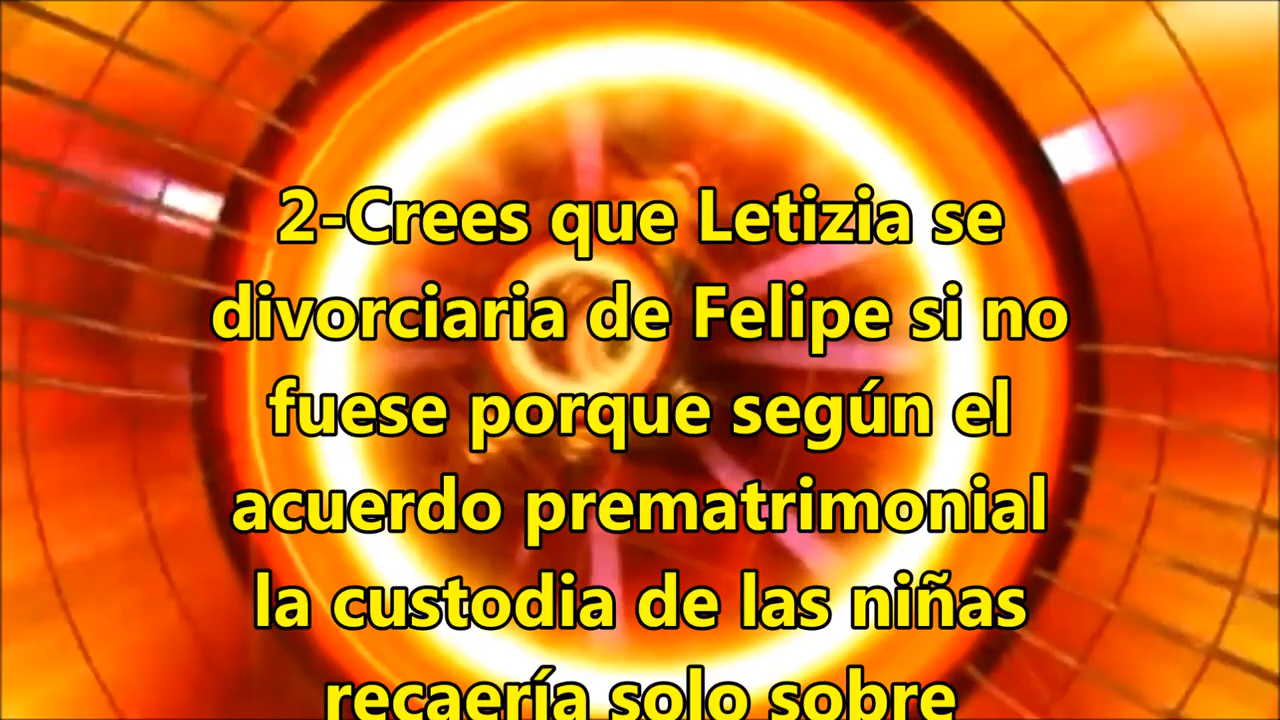 2-Crees que Letizia se
divorciaria de Felipe si no
fuese porque según el
acuerdo prematrimonial
la custodia de las niñas
recaería solo sobre